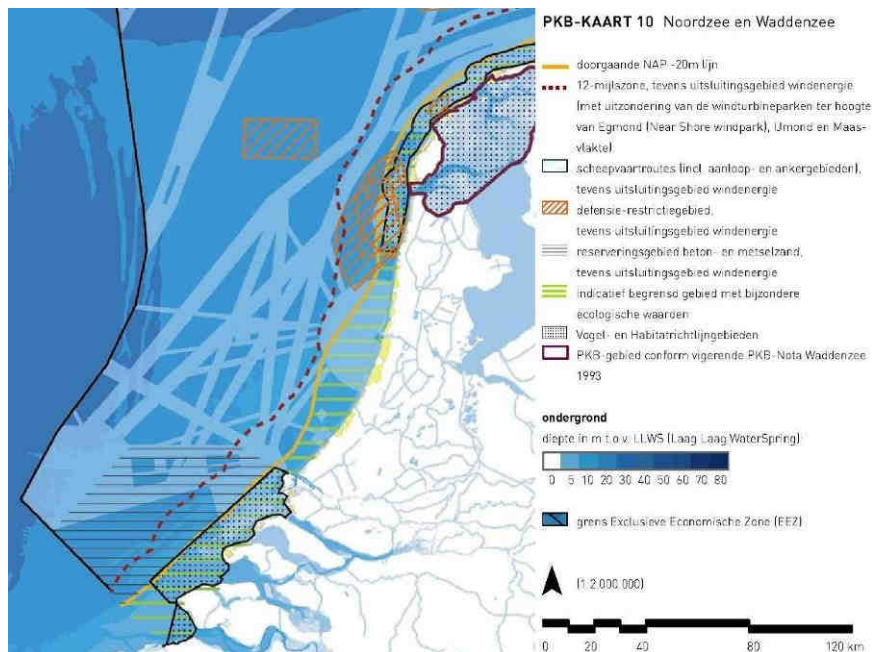 PKB-KAART 10 Noordzee en Waddenzee
doorgaande NAP -20m lijn
12-mijlszone, tevens uitsluitingsgebied windenergie
(met uitzondering van de windturbineparken ter hoogte
van Egmond (Near Shore windpark), IJmond en Maas-
vlakte)
scheepvaartroutes (incl. aanloop- en ankergebieden),
tevens uitsluitingsgebied windenergie
defensie-restrictiegebied,
tevens uitsluitingsgebied windenergie
reserveringsgebied beton- en metselzand,
tevens uitsluitingsgebied windenergie
indicatief begrensd gebied met bijzondere
ecologische waarden
Vogel- en Habitatrichtlijngebieden
PKB-gebied conform vigerende PKB-Nota Waddenzee
1993
ondergrond
diepte in m t.o.v. LLWS (Laag Laag WaterSpring)
0 5 10 20 30 40 50 60 70 80
grens Exclusieve Economische Zone (EEZ)
(1:2.000.000)
0 20 40 80 120 km